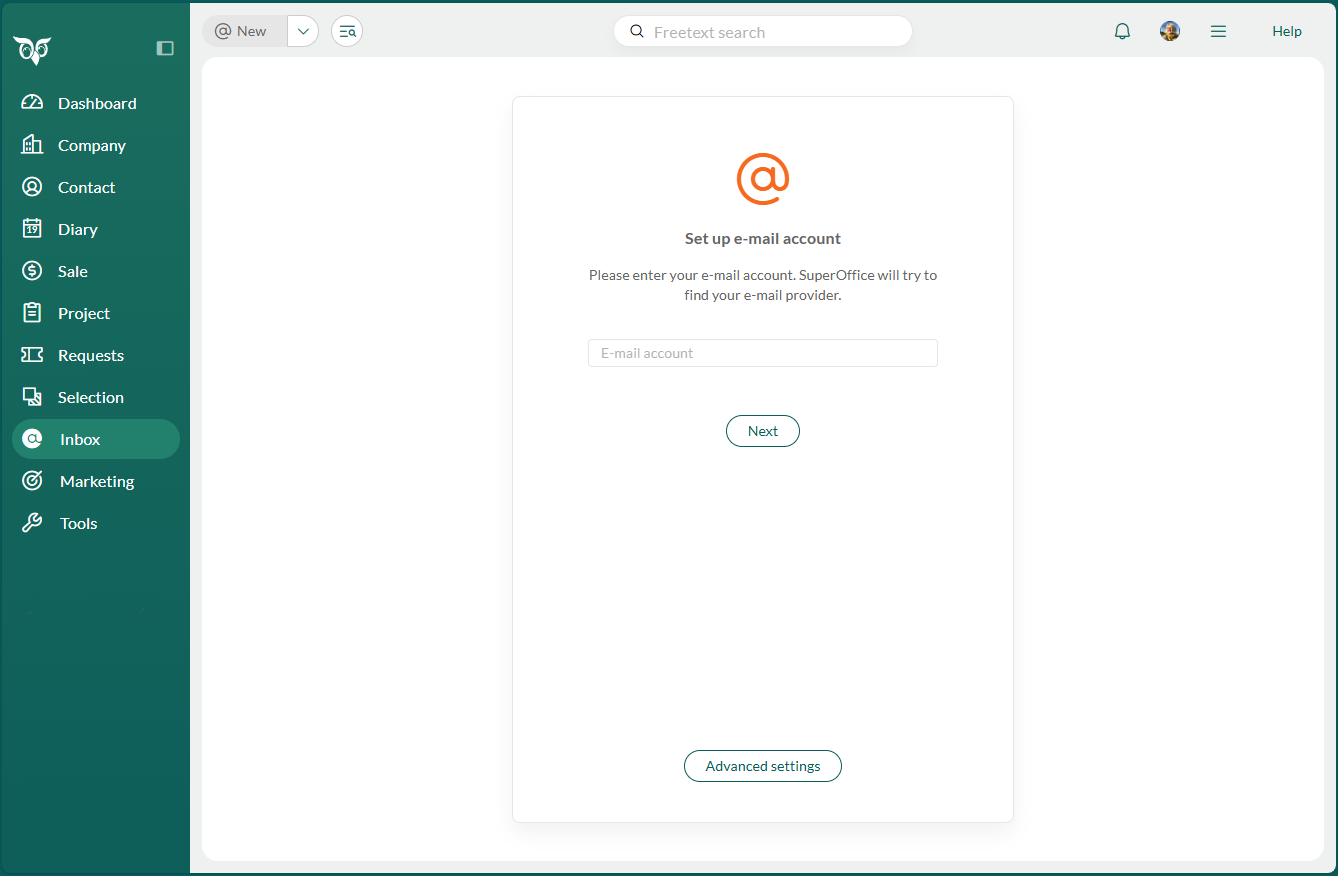 New
Freetext search
Help
Dashboard
Company
Contact
19
Diary
Sale
Project
Requests
Selection
Inbox
Marketing
Tools
Set up e-mail account
Please enter your e-mail account. SuperOffice will try to
find your e-mail provider.
E-mail account
Next
Advanced settings